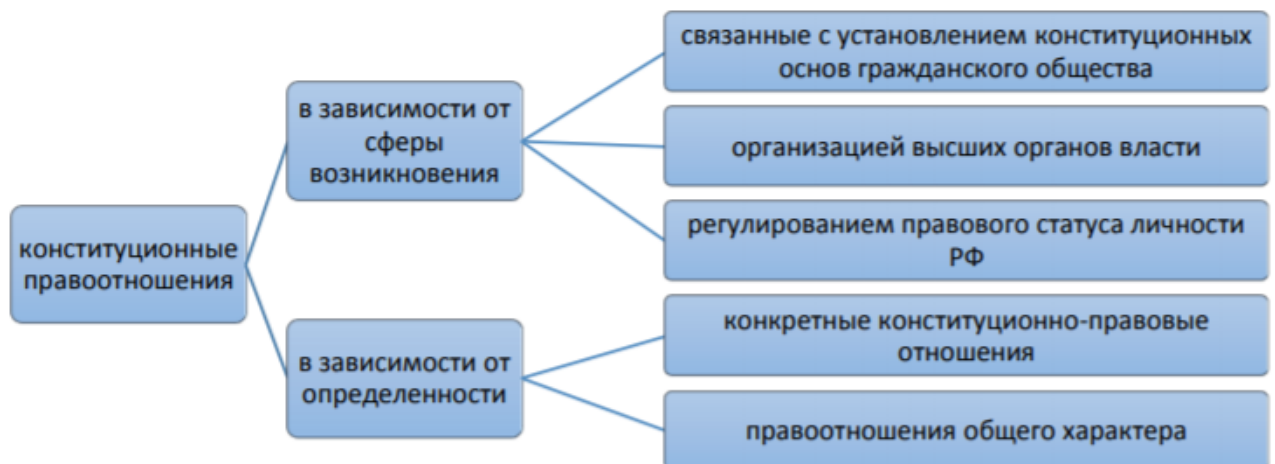 конституционные
правоотношения
в зависимости от
сферы
возникновения
связанные с установлением конституционных
основ гражданского общества
организацией высших органов власти
регулированием правового статуса личности
РФ
в зависимости от
определенности
конкретные конституционно-правовые
отношения
правоотношения общего характера